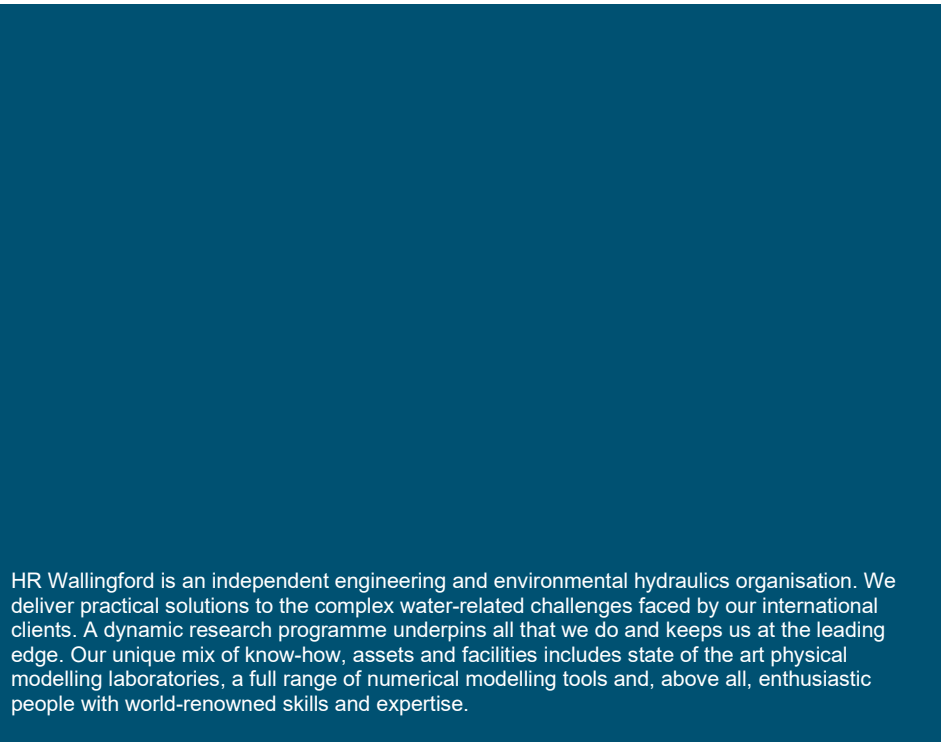 HR Wallingford is an independent engineering and environmental hydraulics organisation. We
deliver practical solutions to the complex water-related challenges faced by our international
clients. A dynamic research programme underpins all that we do and keeps us at the leading
edge. Our unique mix of know-how, assets and facilities includes state of the art physical
modelling laboratories, a full range of numerical modelling tools and, above all, enthusiastic
people with world-renowned skills and expertise.